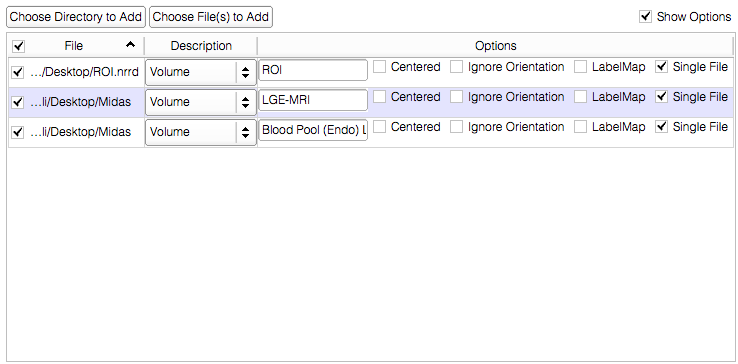 Choose Directory to Add Choose File(s) to Add Show Options
File Description Options
.../Desktop/ROI.nrrd Volume ROI Centered Ignore Orientation LabelMap Single File
...li/Desktop/Midas Volume LGE-MRI Centered Ignore Orientation LabelMap Single File
...li/Desktop/Midas Volume Blood Pool (Endo) L Centered Ignore Orientation LabelMap Single File